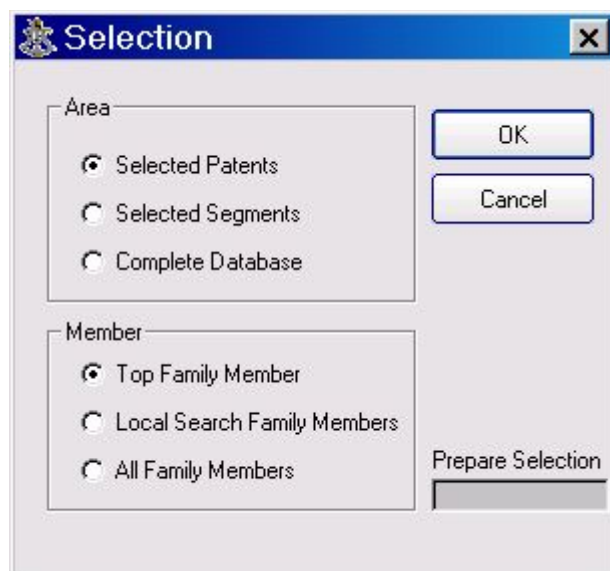 Selection
Area
Selected Patents
Selected Segments
Complete Database
OK
Cancel
Member
Top Family Member
Local Search Family Members
All Family Members
Prepare Selection